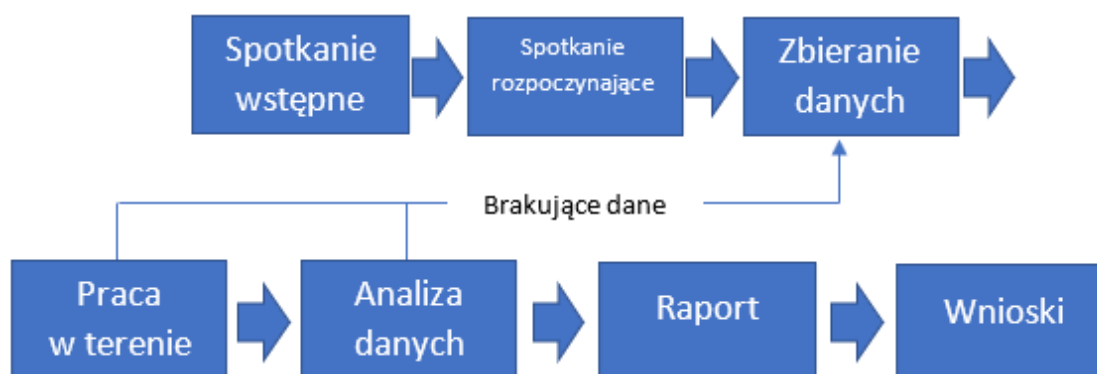 Spotkanie
wstępne
Spotkanie
rozpoczynające
Zbieranie
danych
Brakujące dane
Praca
w terenie
Analiza
danych
Raport
Wnioski